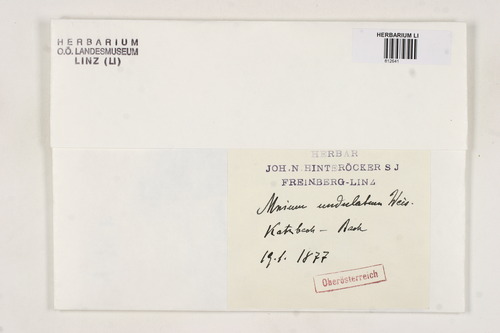 HERBARIUM
O.Ö. LANDESMUSEUM
LINZ (LI)
HERBARIUM LI
HERBAR
JOH. N. HINTERÖCKER S J
FREINBERG-LINZ
Mnium undulatum Weis.
Katzbach - Bach
19.1. 1877
Oberösterreich